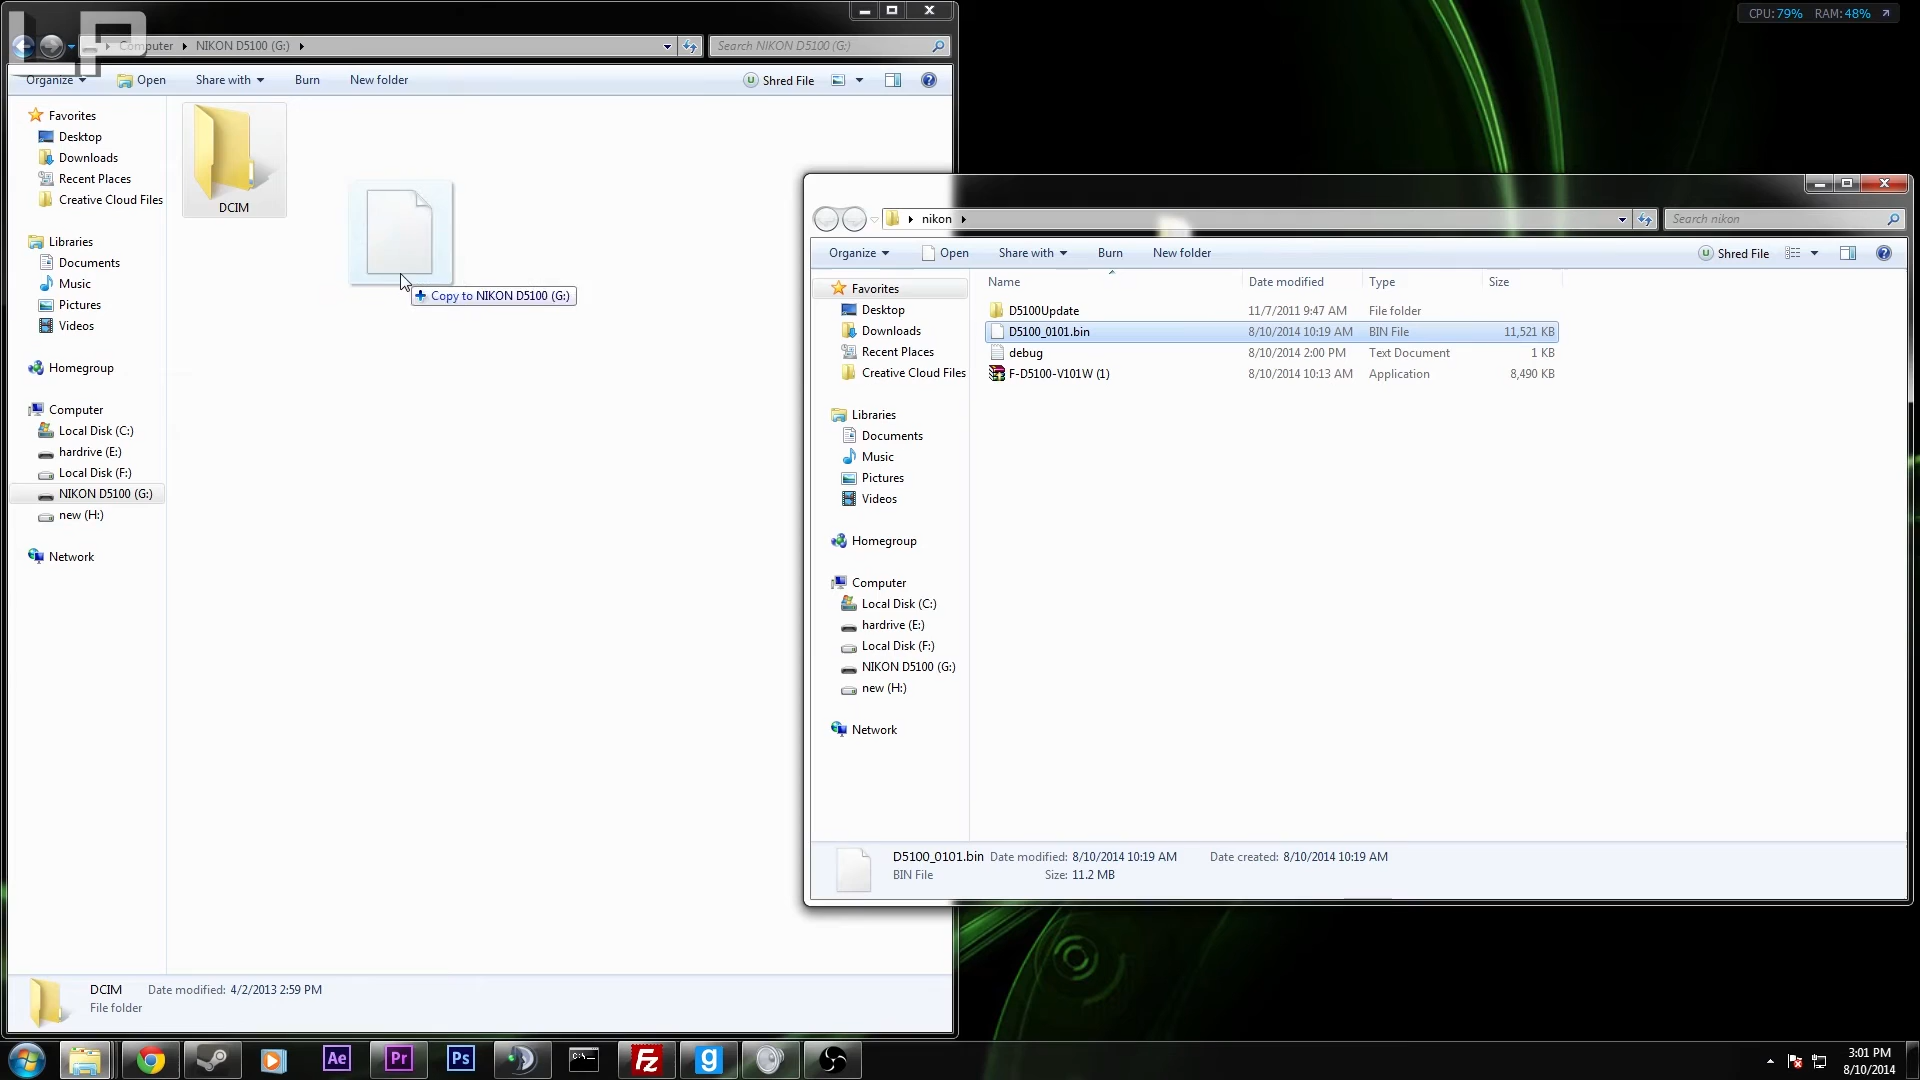 LP
CPU: 79% RAM: 48%
Computer NIKON D5100 (G:)
Search NIKON D5100 (G:)
Organize Open Share with Burn New folder Shred File
Favorites
Desktop
Downloads
Recent Places
Creative Cloud Files
Libraries
Documents
Music
Pictures
Videos
Homegroup
Computer
Local Disk (C:)
hardrive (E:)
Local Disk (F:)
NIKON D5100 (G:)
new (H:)
Network
DCIM
Copy to NIKON D5100 (G:)
DCIM Date modified: 4/2/2013 2:59 PM
File folder
nikon
Search nikon
Organize Open Share with Burn New folder Shred File
Favorites
Desktop
Downloads
Recent Places
Creative Cloud Files
Libraries
Documents
Music
Pictures
Videos
Homegroup
Computer
Local Disk (C:)
hardrive (E:)
Local Disk (F:)
NIKON D5100 (G:)
new (H:)
Network
Name Date modified Type Size
D5100Update 11/7/2011 9:47 AM File folder
D5100_0101.bin 8/10/2014 10:19 AM BIN File 11,521 KB
debug 8/10/2014 2:00 PM Text Document 1 KB
F-D5100-V101W (1) 8/10/2014 10:13 AM Application 8,490 KB
D5100_0101.bin Date modified: 8/10/2014 10:19 AM Date created: 8/10/2014 10:19 AM
BIN File Size: 11.2 MB
Ae Pr Ps C:\_ Fz g
3:01 PM
8/10/2014